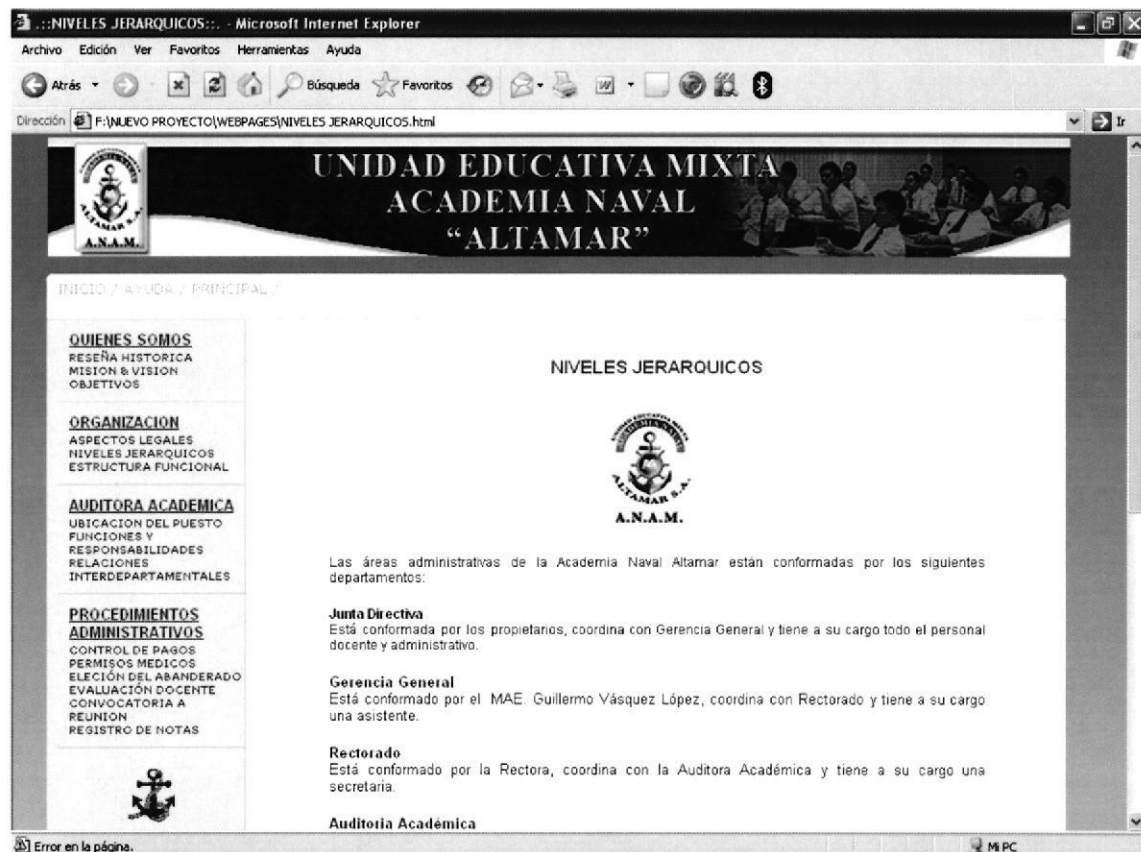 .::NIVELES JERARQUICOS::. - Microsoft Internet Explorer
Archivo Edición Ver Favoritos Herramientas Ayuda
Atrás Búsqueda Favoritos
Dirección F:\NUEVO PROYECTO\WEBPAGES\NIVELES JERARQUICOS.html Ir
UNIDAD EDUCATIVA MIXTA
ACADEMIA NAVAL
“ALTAMAR”
ALTAMAR S.A.
A.N.A.M.
INICIO / AYUDA / PRINCIPAL /
QUIENES SOMOS
RESEÑA HISTORICA
MISION & VISION
OBJETIVOS
ORGANIZACION
ASPECTOS LEGALES
NIVELES JERARQUICOS
ESTRUCTURA FUNCIONAL
AUDITORA ACADEMICA
UBICACION DEL PUESTO
FUNCIONES Y
RESPONSABILIDADES
RELACIONES
INTERDEPARTAMENTALES
PROCEDIMIENTOS
ADMINISTRATIVOS
CONTROL DE PAGOS
PERMISOS MEDICOS
ELECIÓN DEL ABANDERADO
EVALUACIÓN DOCENTE
CONVOCATORIA A
REUNION
REGISTRO DE NOTAS
NIVELES JERARQUICOS
UNIDAD EDUCATIVA MIXTA
ACADEMIA NAVAL
ALTAMAR S.A.
A.N.A.M.
Las áreas administrativas de la Academia Naval Altamar están conformadas por los siguientes
departamentos:
Junta Directiva
Está conformada por los propietarios, coordina con Gerencia General y tiene a su cargo todo el personal
docente y administrativo.
Gerencia General
Está conformado por el MAE. Guillermo Vásquez López, coordina con Rectorado y tiene a su cargo
una asistente.
Rectorado
Está conformado por la Rectora, coordina con la Auditora Académica y tiene a su cargo una
secretaria.
Auditoria Académica
Error en la página. Mi PC